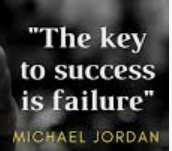 "The key
to success
is failure"
MICHAEL JORDAN